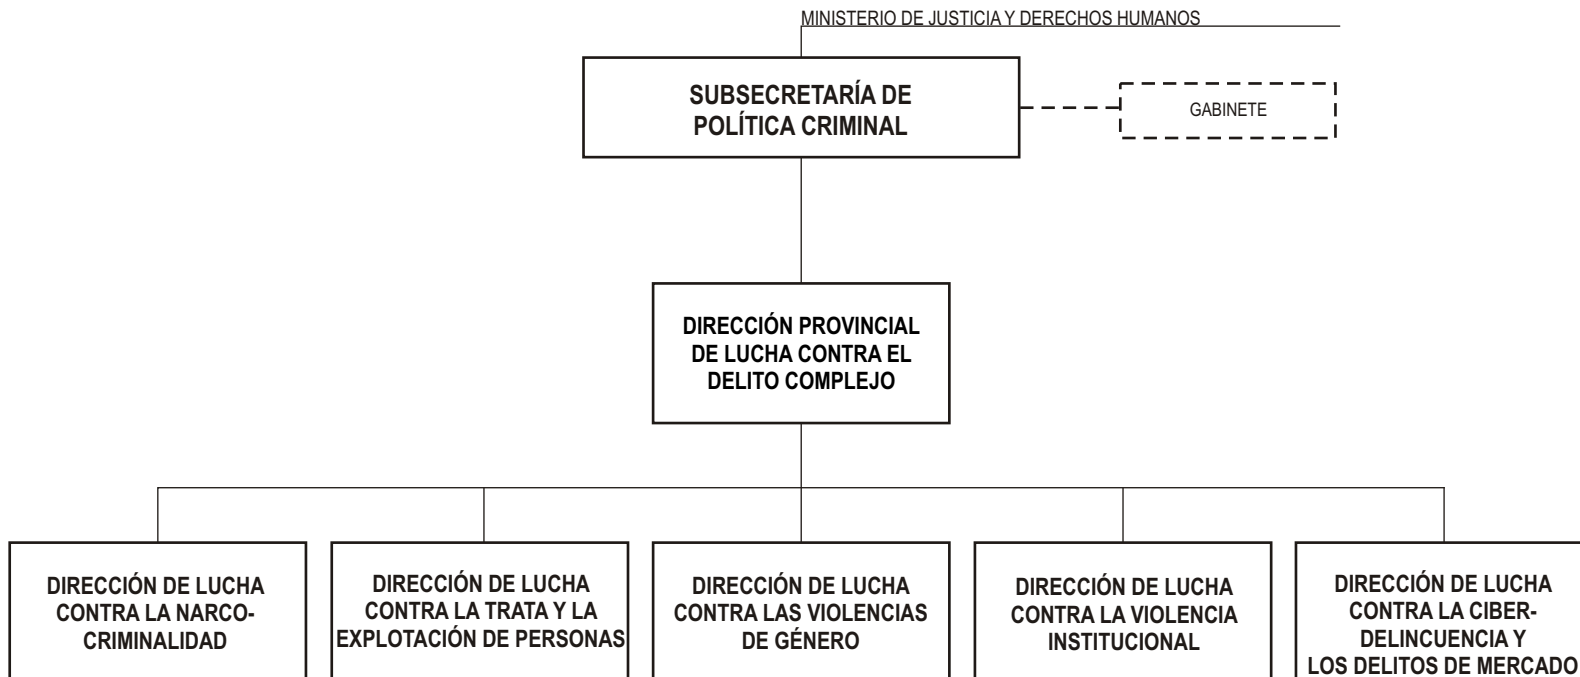 MINISTERIO DE JUSTICIA Y DERECHOS HUMANOS
SUBSECRETARÍA DE
POLÍTICA CRIMINAL
GABINETE
DIRECCIÓN PROVINCIAL
DE LUCHA CONTRA EL
DELITO COMPLEJO
DIRECCIÓN DE LUCHA
CONTRA LA NARCO-
CRIMINALIDAD
DIRECCIÓN DE LUCHA
CONTRA LA TRATA Y LA
EXPLOTACIÓN DE PERSONAS
DIRECCIÓN DE LUCHA
CONTRA LAS VIOLENCIAS
DE GÉNERO
DIRECCIÓN DE LUCHA
CONTRA LA VIOLENCIA
INSTITUCIONAL
DIRECCIÓN DE LUCHA
CONTRA LA CIBER-
DELINCUENCIA Y
LOS DELITOS DE MERCADO